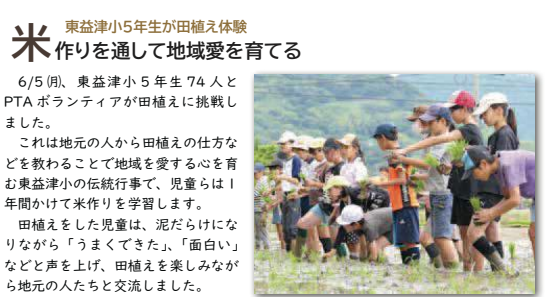 東益津小5年生が田植え体験
米作りを通して地域愛を育てる
6/5㈪、東益津小5年生74人と
PTAボランティアが田植えに挑戦し
ました。
これは地元の人から田植えの仕方な
どを教わることで地域を愛する心を育
む東益津小の伝統行事で、児童らは1
年間かけて米作りを学習します。
田植えをした児童は、泥だらけにな
りながら「うまくできた」、「面白い」
などと声を上げ、田植えを楽しみなが
ら地元の人たちと交流しました。